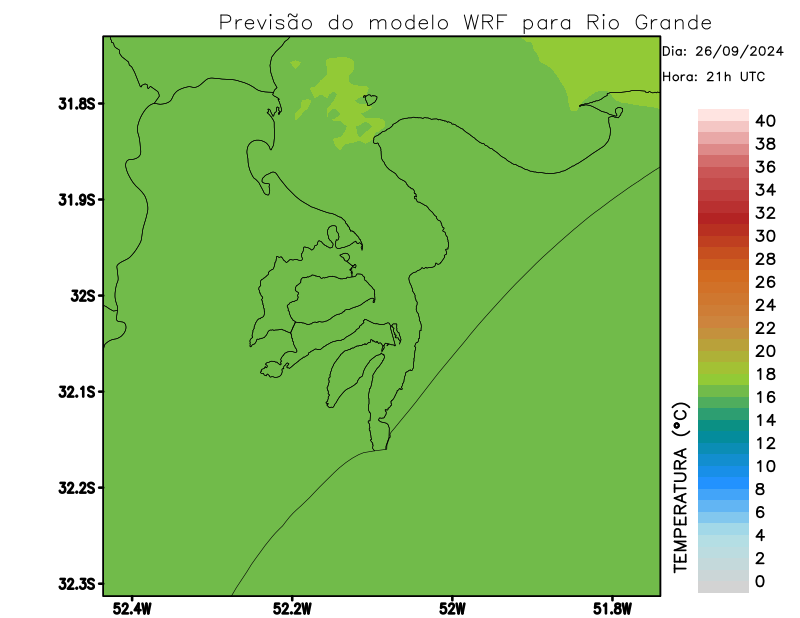 Previsão do modelo WRF para Rio Grande
Dia: 26/09/2024
Hora: 21h UTC
31.8S
31.9S
32S
32.1S
32.2S
32.3S
52.4W
52.2W
52W
51.8W
TEMPERATURA (ºC)
40
38
36
34
32
30
28
26
24
22
20
18
16
14
12
10
8
6
4
2
0